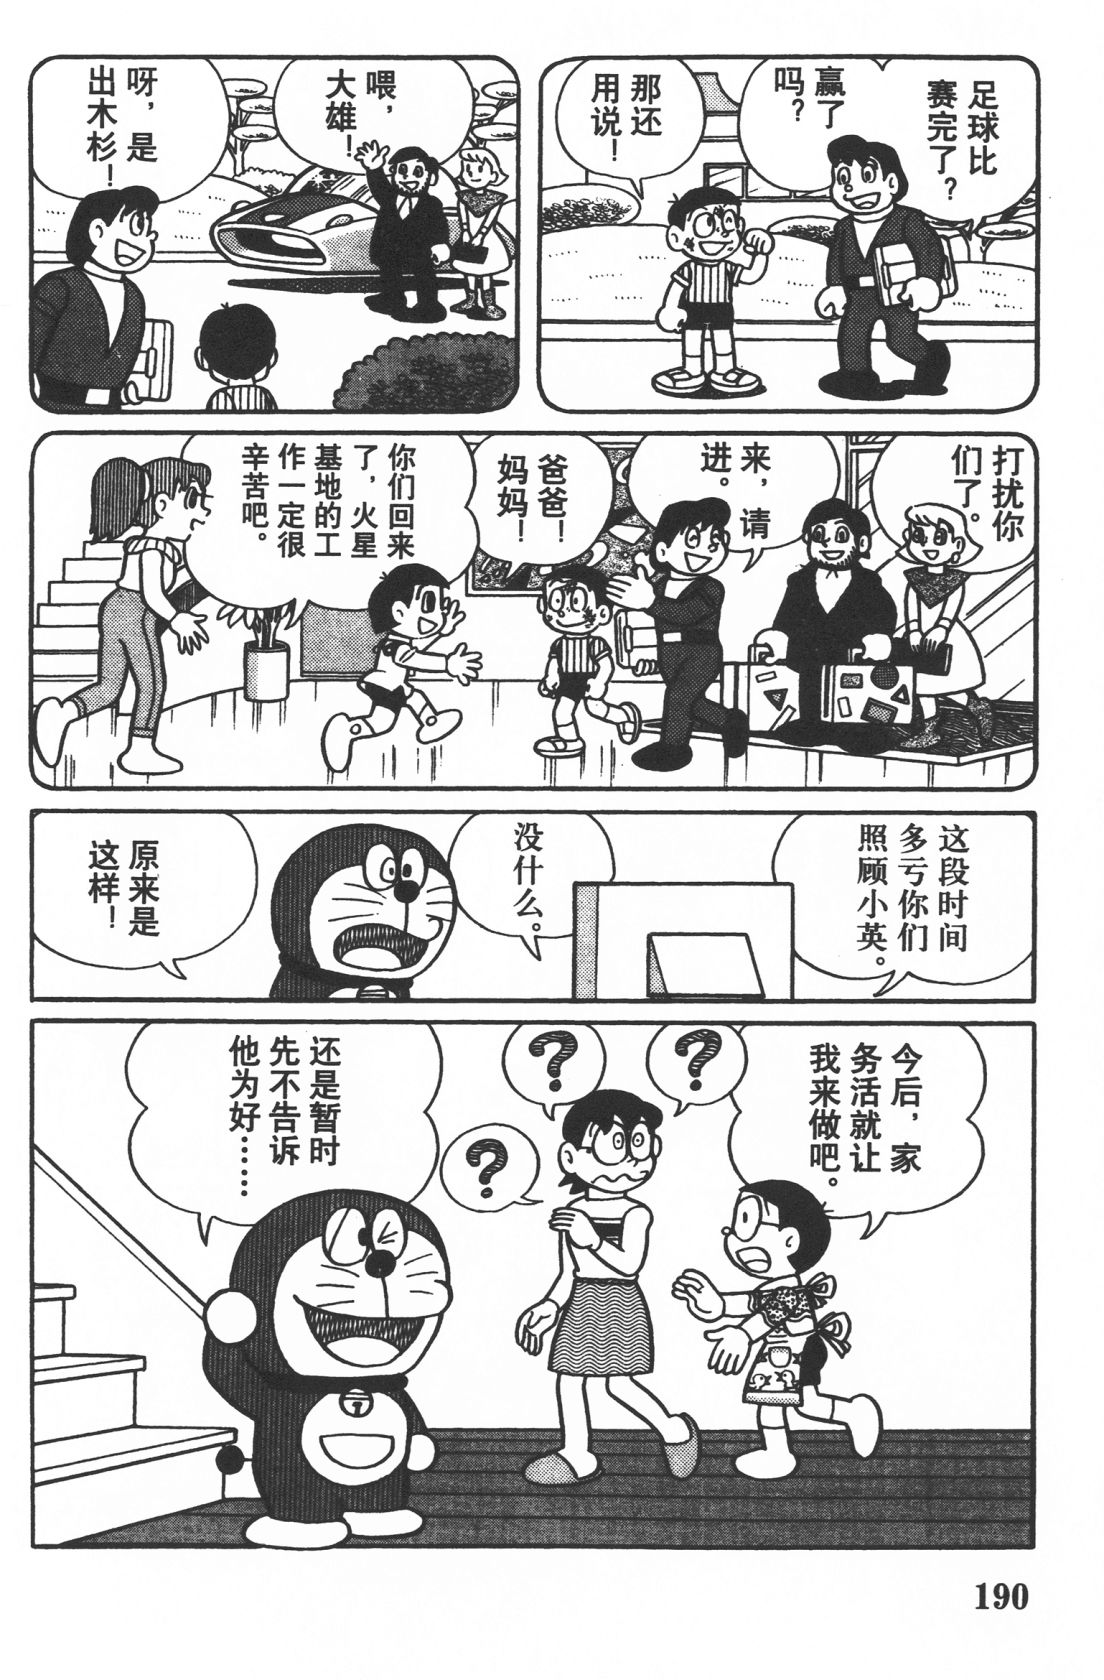 足球比
赛完了？
赢了
吗？
那还
用说！
喂，
大雄！
呀，是
出木杉！
打扰你
们了。
来，请
进。
爸爸！
妈妈！
你们回来
了，火星
基地的工
作一定很
辛苦吧。
这段时间
多亏你们
照顾小英。
没什么。
原来是
这样！
今后，家
务活就让
我来做吧。
?
?
?
还是暂时
先不告诉
他为好……
190